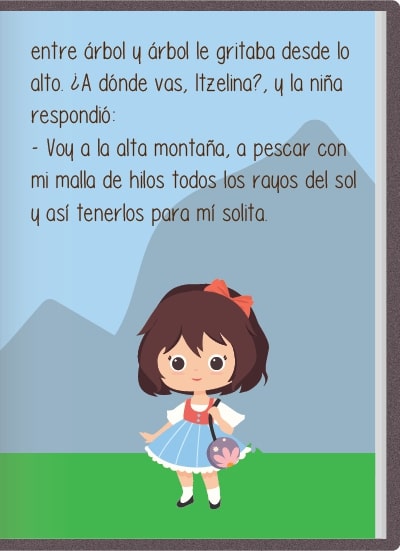 entre árbol y árbol le gritaba desde lo
alto. ¿A dónde vas, Itzelina?, y la niña
respondió:
- Voy a la alta montaña, a pescar con
mi malla de hilos todos los rayos del sol
y así tenerlos para mí solita.